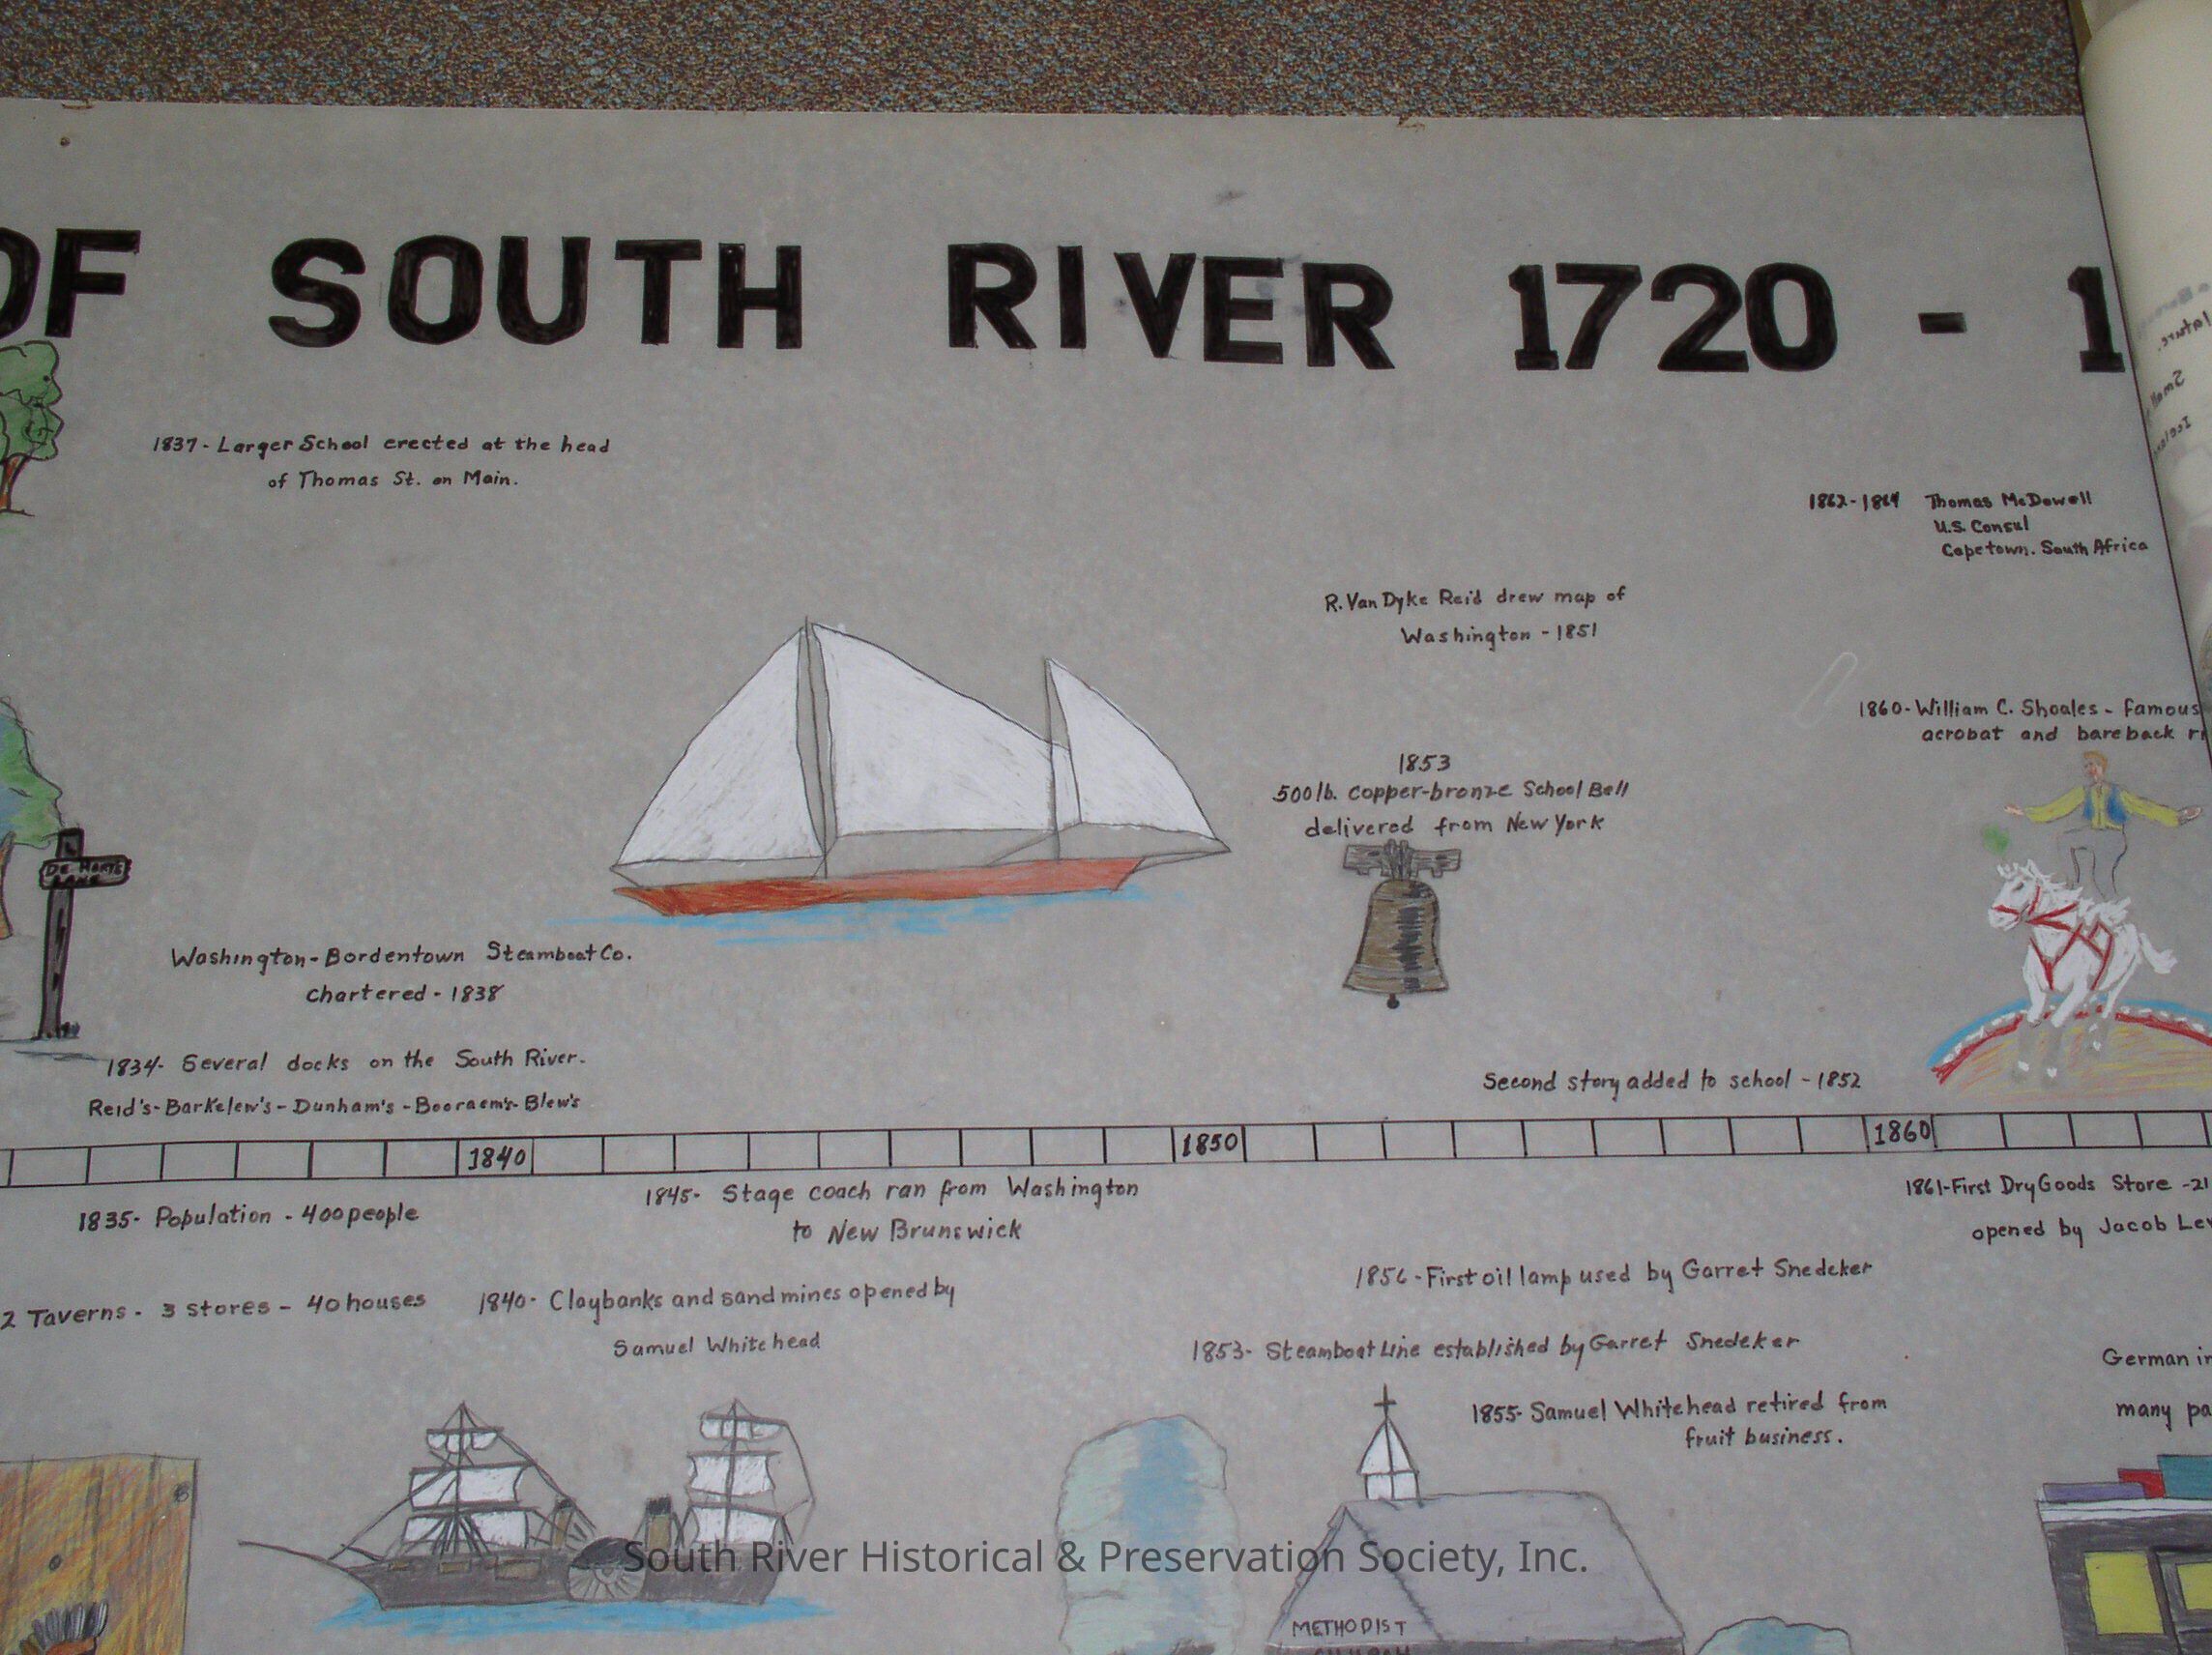 OF SOUTH RIVER 1720 - 1
1837- Larger School erected at the head
of Thomas St. on Main.
1862-1864 Thomas McDowell
U.S. Consul
Capetown. South Africa
R. Van Dyke Reid drew map of
Washington - 1851
1860- William C. Shoales - famous
acrobat and bareback
1853
500 lb. copper-bronze School Bell
delivered from New York
DE HARTS
LANE
Washington-Bordentown Steamboat Co.
chartered - 1838
1834- Several docks on the South River.
Reid's-Barkelew's-Dunham's-Booraem's-Blew's
Second story added to school - 1852
1840 1850 1860
1835- Population - 400 people
1845- Stage coach ran from Washington
to New Brunswick
1861-First Dry Goods Store -21
opened by Jacob Lev
2 Taverns - 3 stores - 40 houses
1840- Claybanks and sand mines opened by
Samuel Whitehead
1856-First oil lamp used by Garret Snedeker
1853- Steamboat Line established by Garret Snedeker
1855- Samuel Whitehead retired from
fruit business.
German
many
METHODIST
CHURCH
South River Historical & Preservation Society, Inc.